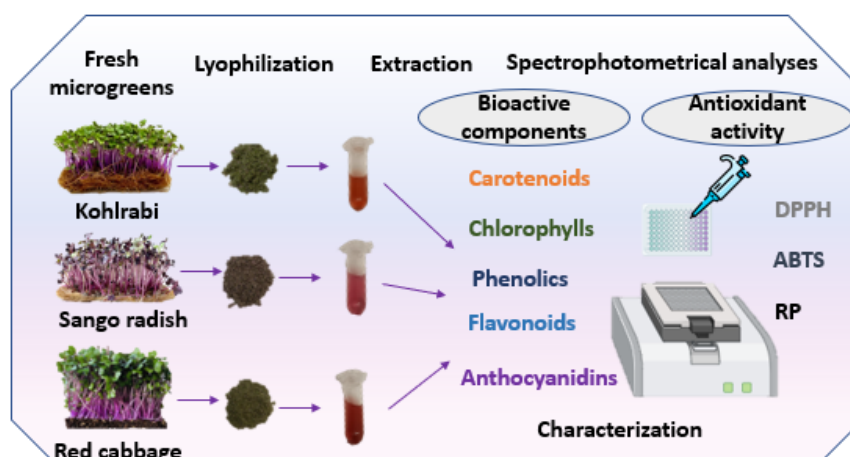 Fresh
microgreens
Lyophilization
Extraction
Spectrophotometrical analyses
Bioactive
components
Antioxidant
activity
Kohlrabi
Sango radish
Red cabbage
Carotenoids
Chlorophylls
Phenolics
Flavonoids
Anthocyanidins
DPPH
ABTS
RP
Characterization